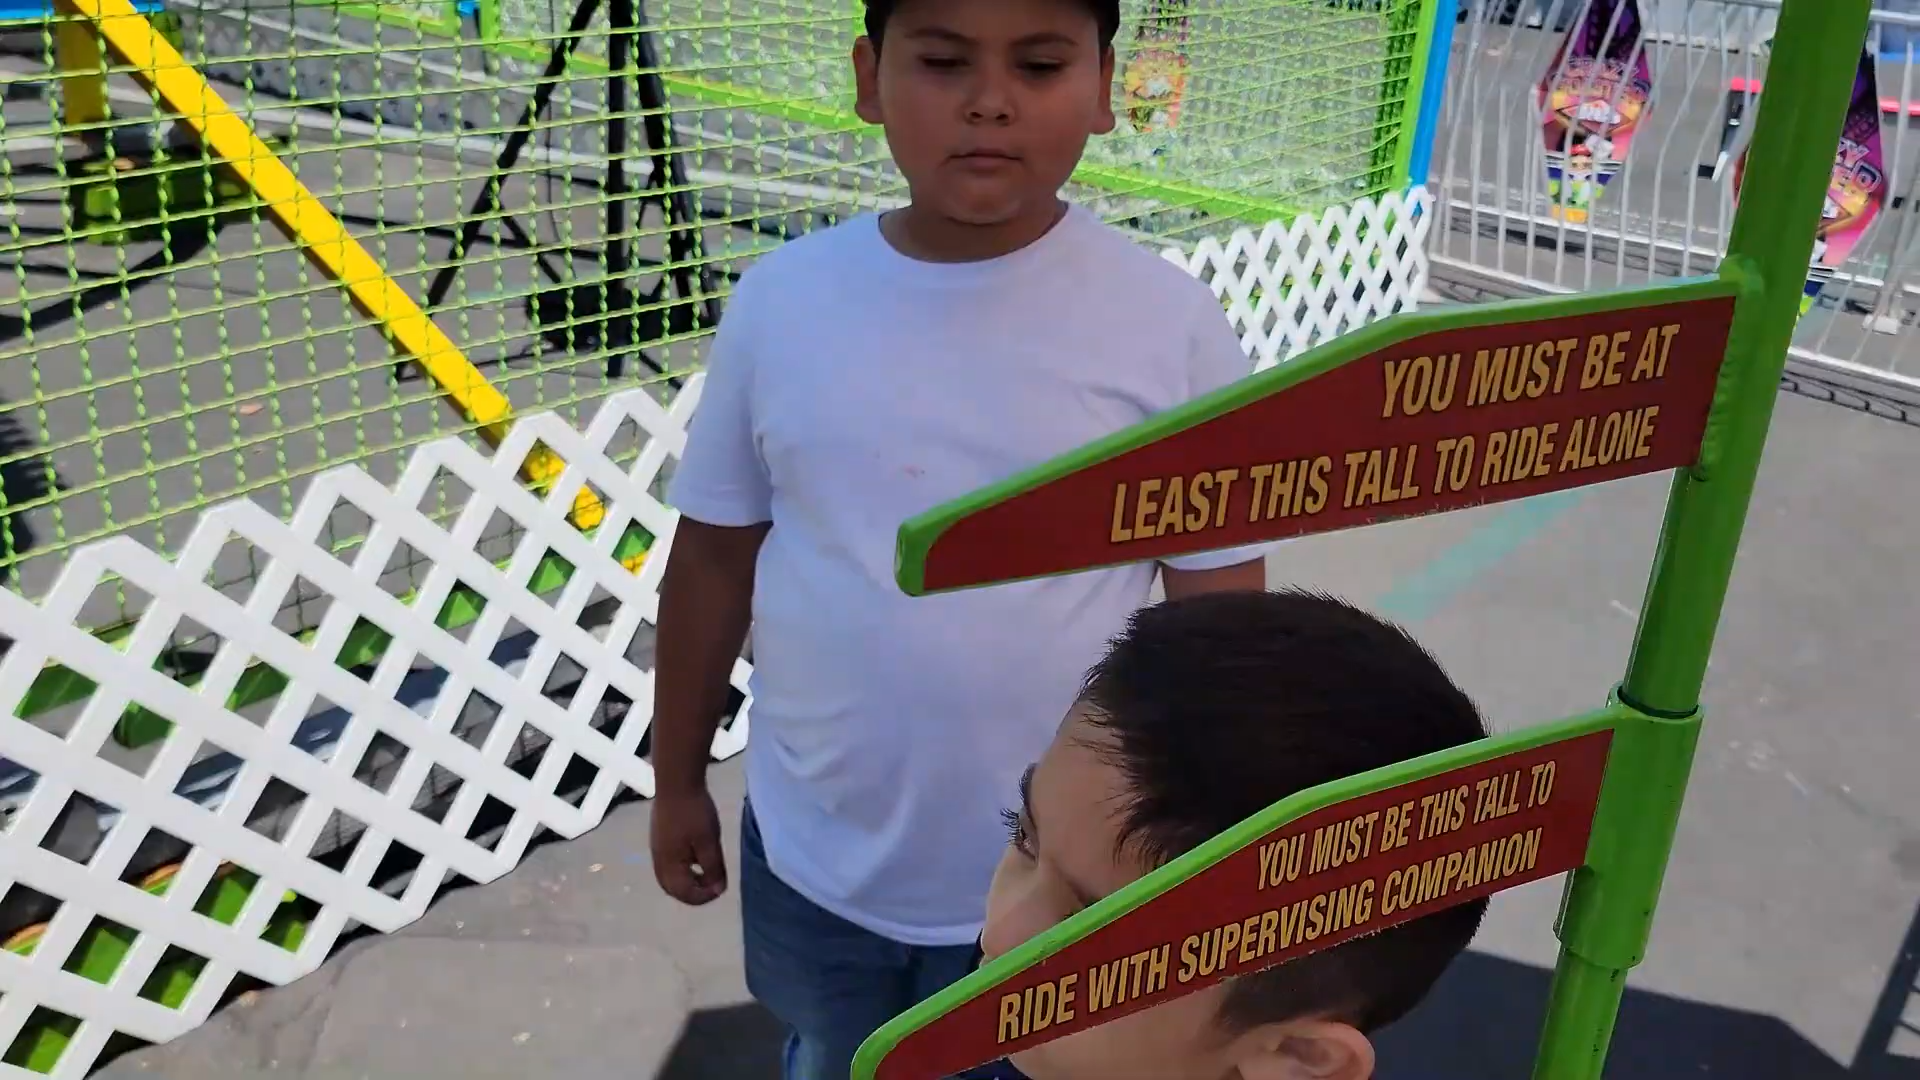 YOU MUST BE AT
LEAST THIS TALL TO RIDE ALONE
YOU MUST BE THIS TALL TO
RIDE WITH SUPERVISING COMPANION